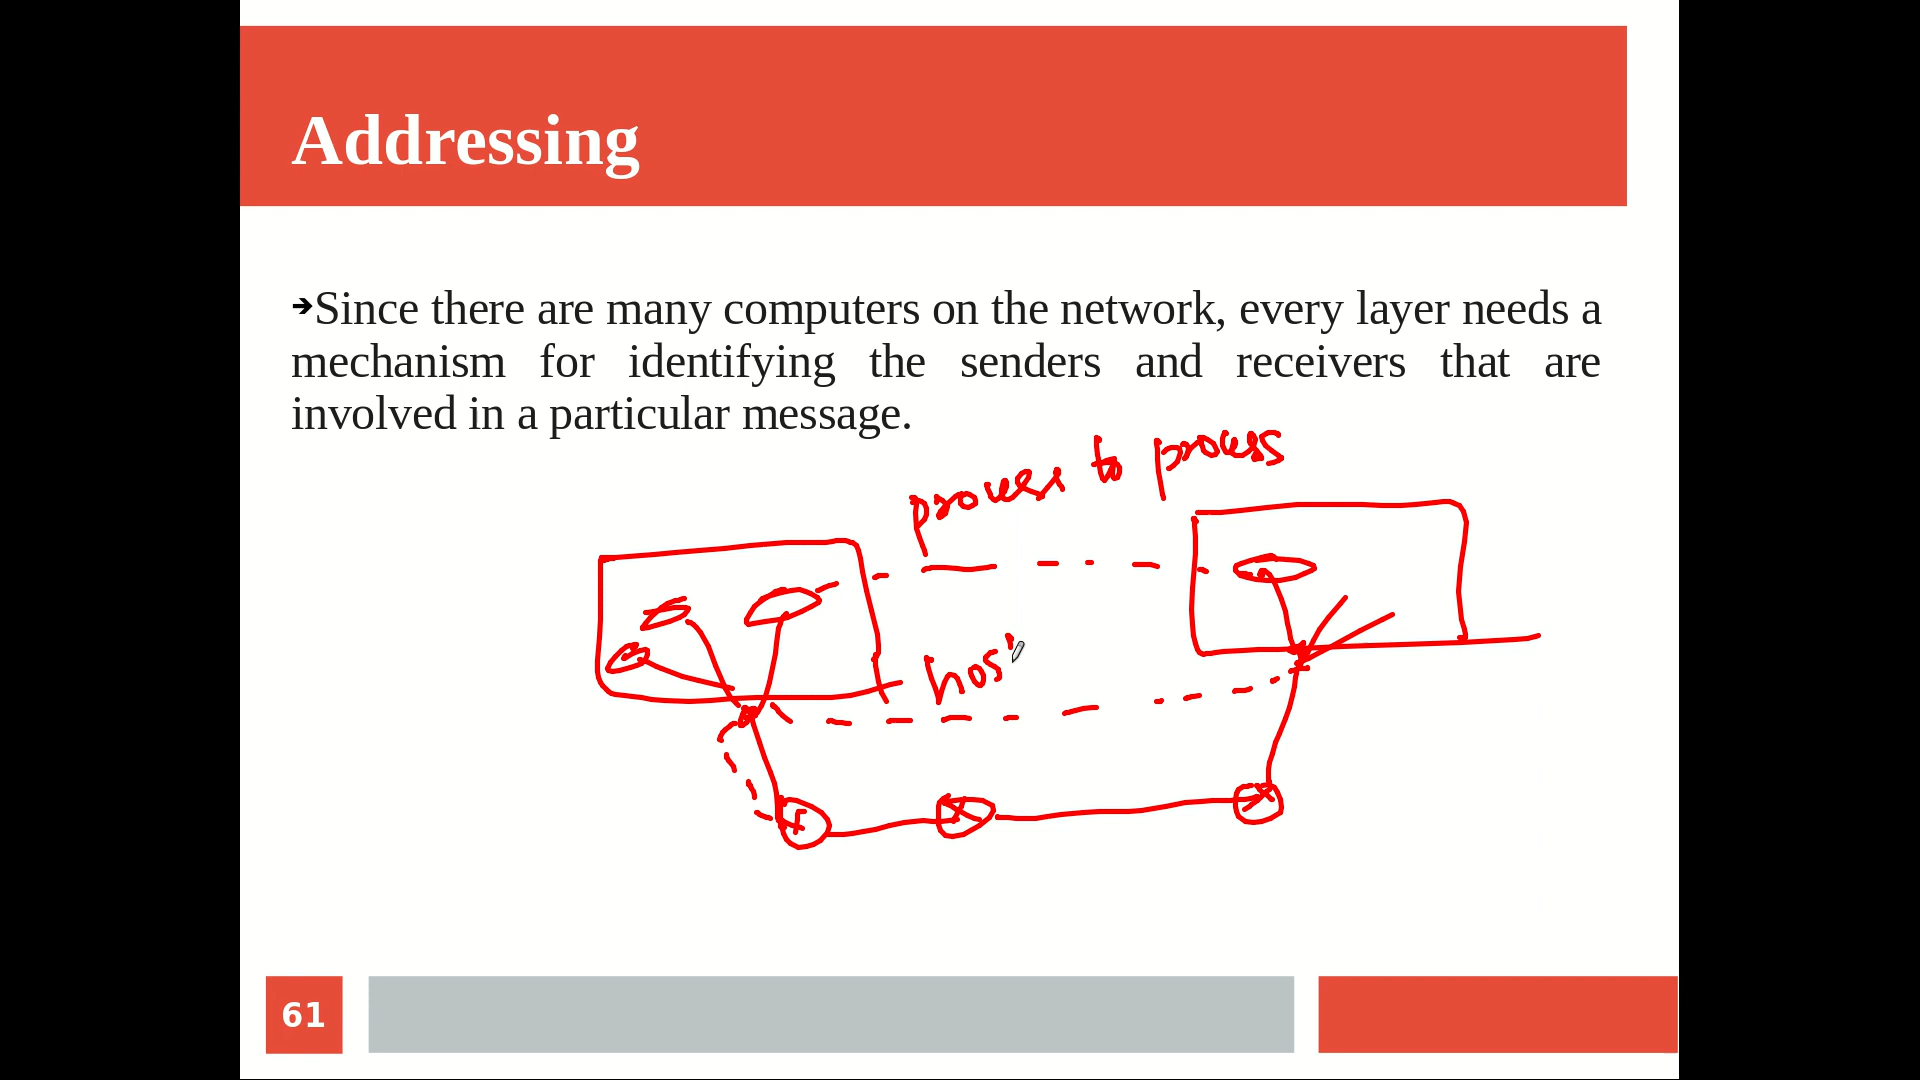 Addressing
➔Since there are many computers on the network, every layer needs a
mechanism for identifying the senders and receivers that are
involved in a particular message.
process to process
hos
61